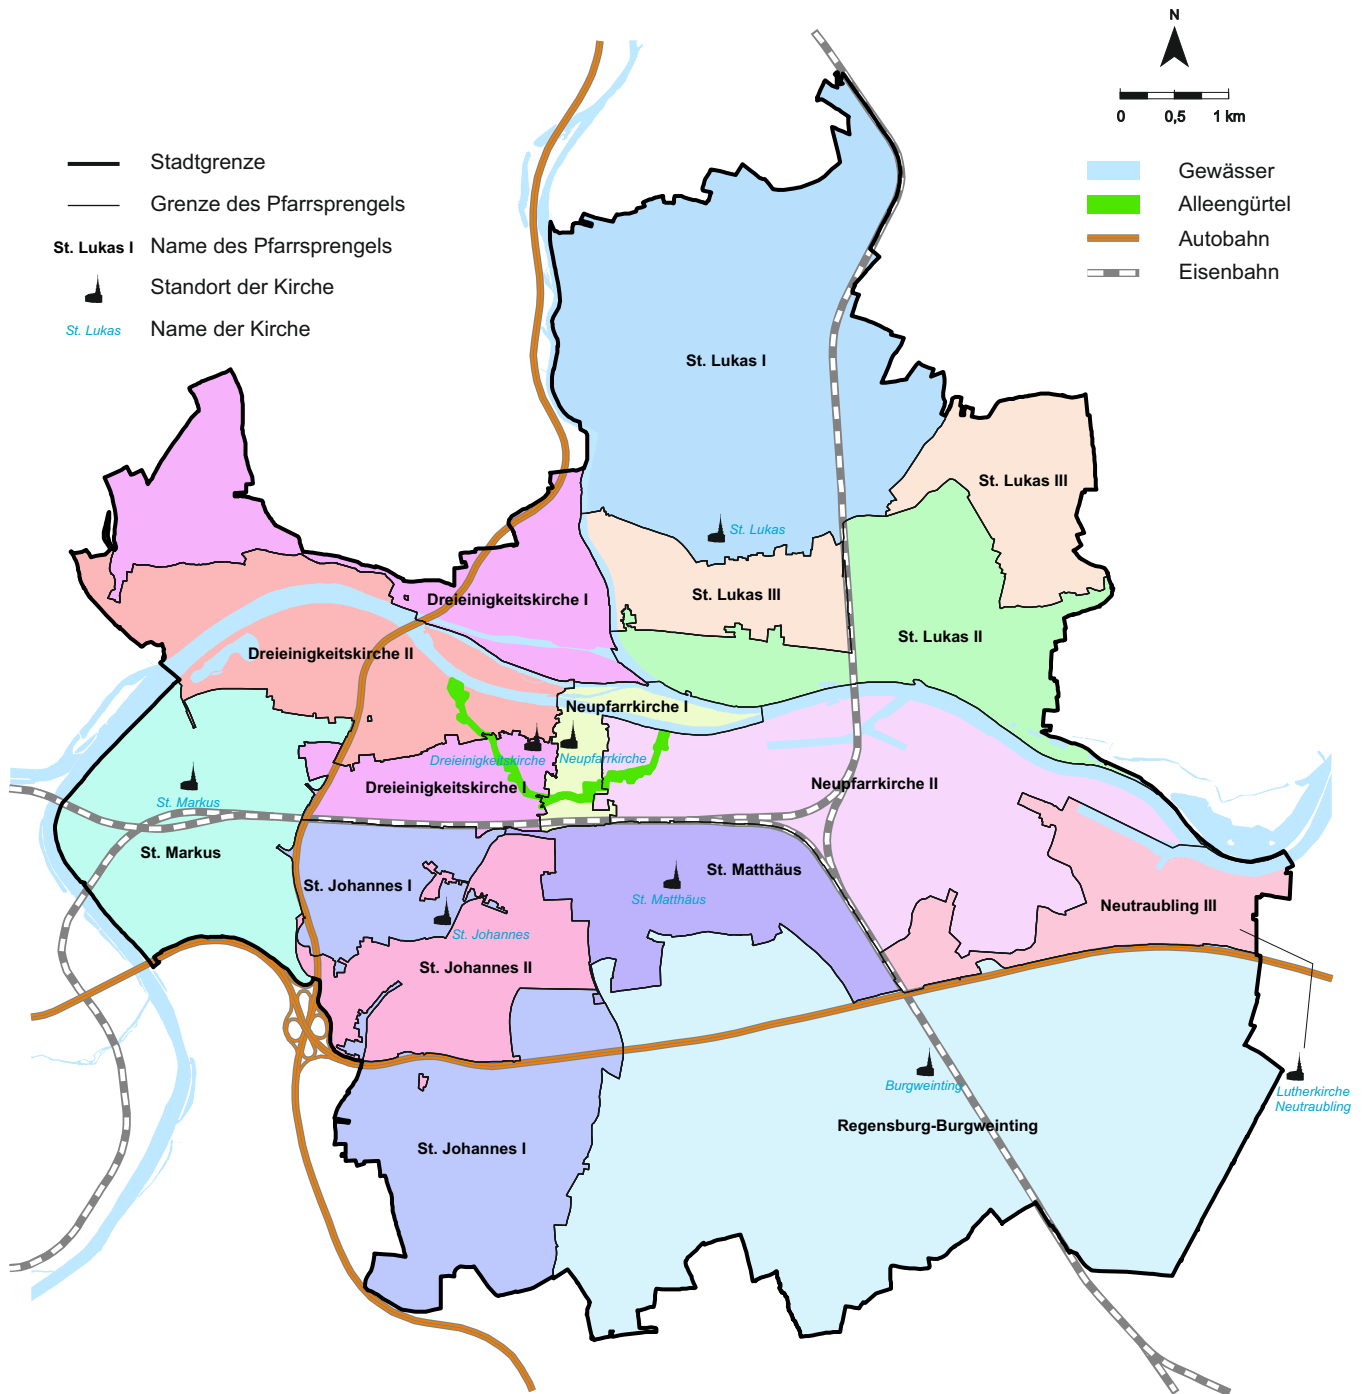 N
0 0,5 1 km
Stadtgrenze
Grenze des Pfarrsprengels
St. Lukas I Name des Pfarrsprengels
Standort der Kirche
St. Lukas Name der Kirche
Gewässer
Alleengürtel
Autobahn
Eisenbahn
St. Lukas I
St. Lukas III
St. Lukas
St. Lukas III
Dreieinigkeitskirche I
St. Lukas II
Dreieinigkeitskirche II
Neupfarrkirche I
Dreieinigkeitskirche
Neupfarrkirche
Dreieinigkeitskirche I
Neupfarrkirche II
St. Markus
St. Markus
St. Matthäus
St. Johannes I
St. Matthäus
Neutraubling III
St. Johannes
St. Johannes II
Burgweinting
Lutherkirche
Neutraubling
Regensburg-Burgweinting
St. Johannes I